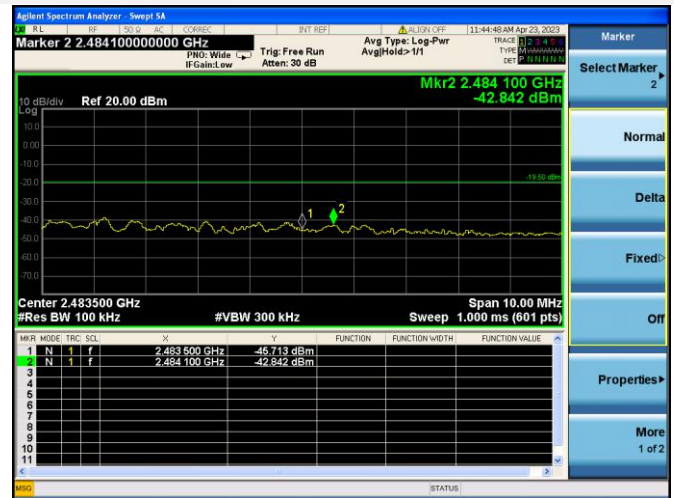 Agilent Spectrum Analyzer - Swept SA
RL RF 50 Ω AC CORREC INT REF ALIGN OFF 11:44:48 AM Apr 23, 2023
Marker 2 2.484100000000 GHz
PNO: Wide
IFGain:Low
Trig: Free Run
Atten: 30 dB
Avg Type: Log-Pwr
Avg|Hold:>1/1
TRACE 1 2 3 4 5 6
TYPE M
DET P N N N N N
Mkr2 2.484 100 GHz
-42.842 dBm
10 dB/div Ref 20.00 dBm
Log
10.0
0.00
-10.0
-19.50 dBm
-20.0
-30.0
-40.0
1
2
-50.0
-60.0
-70.0
Center 2.483500 GHz Span 10.00 MHz
#Res BW 100 kHz #VBW 300 kHz Sweep 1.000 ms (601 pts)
MKR MODE TRC SCL X Y FUNCTION FUNCTION WIDTH FUNCTION VALUE
1 N 1 f 2.483 500 GHz -45.713 dBm
2 N 1 f 2.484 100 GHz -42.842 dBm
3
4
5
6
7
8
9
10
11
MSG STATUS
Marker
Select Marker
2
Normal
Delta
Fixed
Off
Properties
More
1 of 2